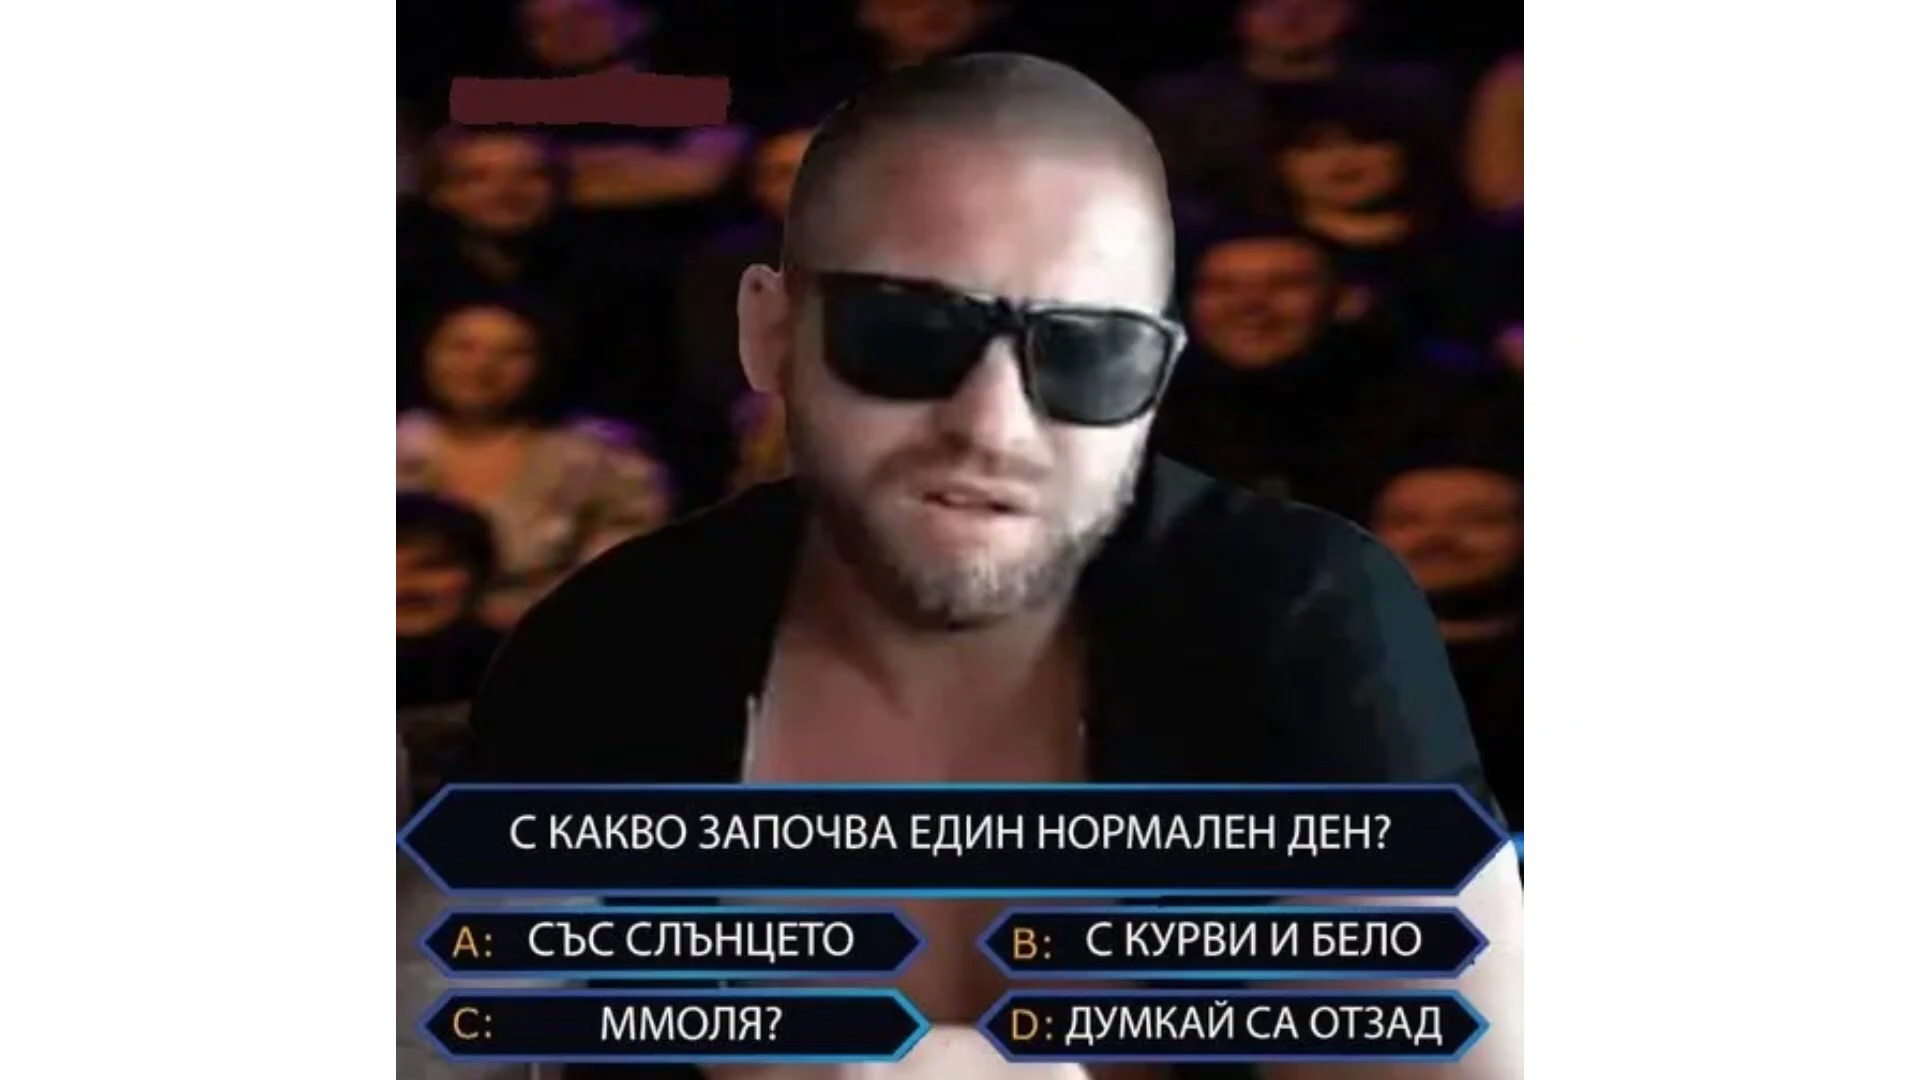 С КАКВО ЗАПОЧВА ЕДИН НОРМАЛЕН ДЕН?
A: СЪС СЛЪНЦЕТО
B: С КУРВИ И БЕЛО
C: ММОЛЯ?
D: ДУМКАЙ СА ОТЗАД